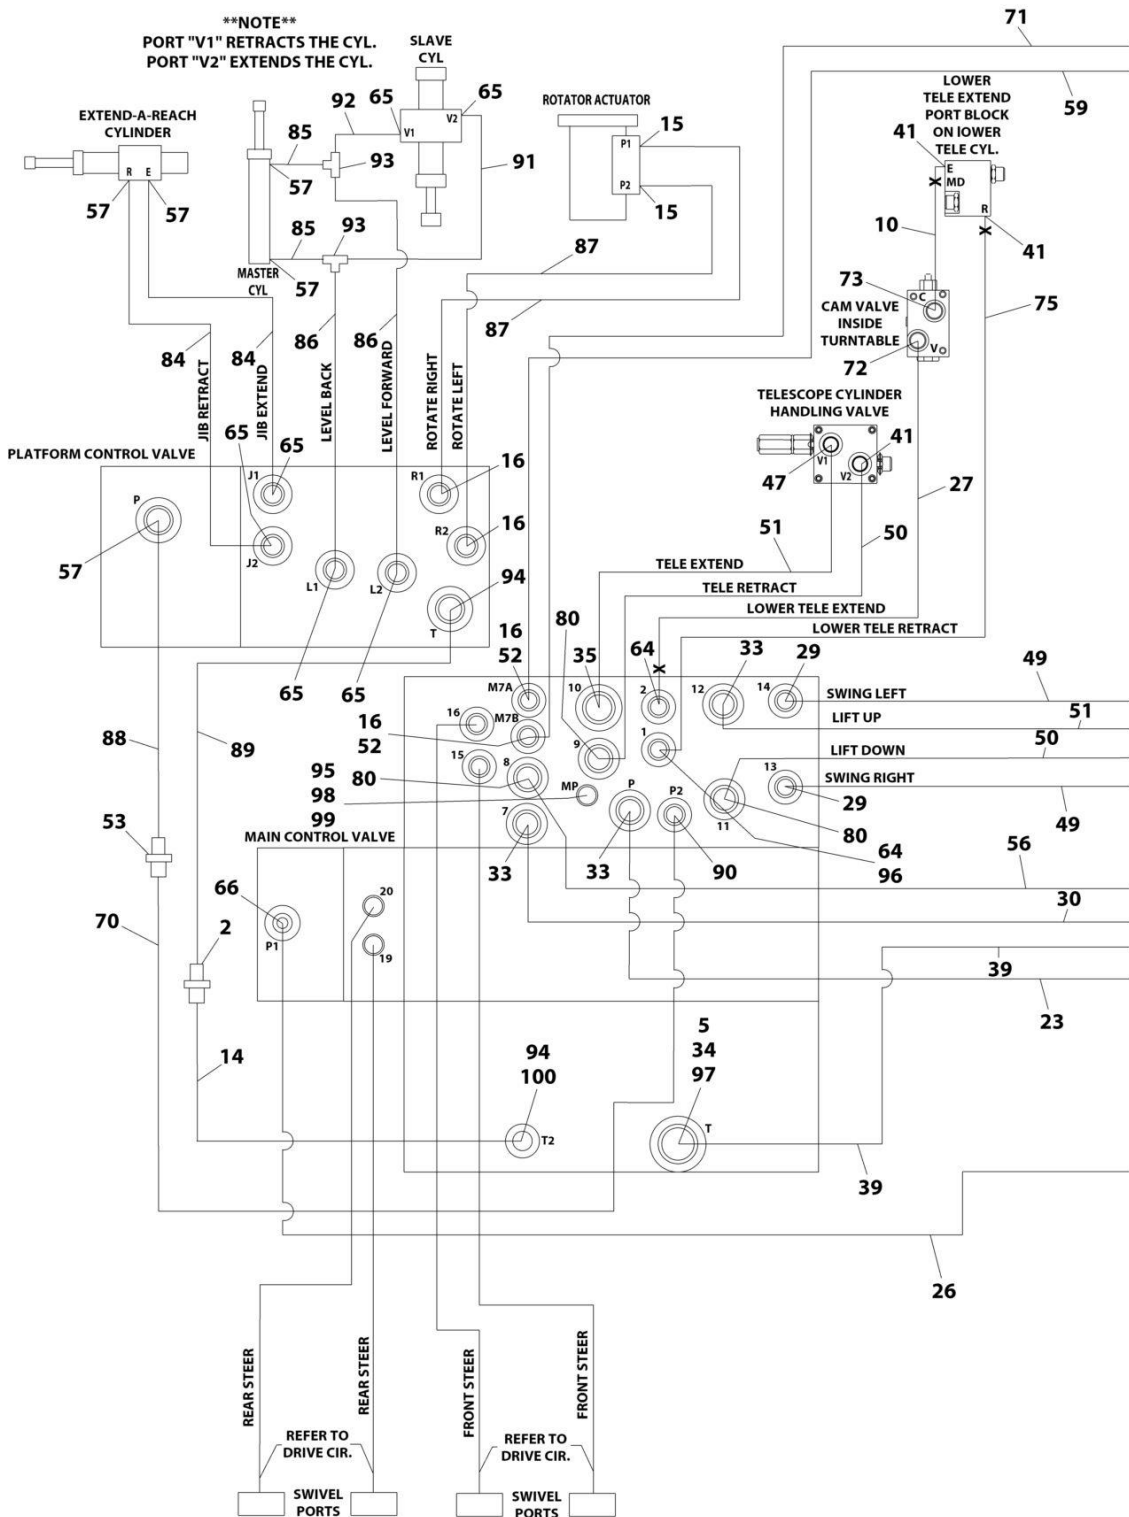 **NOTE**
PORT "V1" RETRACTS THE CYL.
PORT "V2" EXTENDS THE CYL.
SLAVE
CYL
71
59
LOWER
TELE EXTEND
PORT BLOCK
ON lOWER
TELE CYL.
EXTEND-A-REACH
CYLINDER
R E
57
57
85
92
65
65
V1
V2
93
57
91
85
93
57
MASTER
CYL
ROTATOR ACTUATOR
P1
P2
15
15
87
87
41
E
MD
R
X
X
10
41
73
C
CAM VALVE
INSIDE
TURNTABLE
V
72
75
84
84
86
86
JIB RETRACT
JIB EXTEND
LEVEL BACK
LEVEL FORWARD
ROTATE RIGHT
ROTATE LEFT
TELESCOPE CYLINDER
HANDLING VALVE
V1
V2
41
47
27
51
50
PLATFORM CONTROL VALVE
P
57
65
65
J1
J2
L1
L2
R1
R2
T
16
16
94
65
65
TELE EXTEND
TELE RETRACT
LOWER TELE EXTEND
LOWER TELE RETRACT
X
80
16
52
35
64
33
29
49
M7A
10
2
12
14
SWING LEFT
LIFT UP
51
16
M7B
16
52
15
9
1
50
LIFT DOWN
13
SWING RIGHT
88
89
95
98
99
80
8
MP
P
P2
11
29
49
80
7
53
MAIN CONTROL VALVE
33
33
90
64
96
56
30
66
P1
20
19
70
2
39
23
14
94
100
T2
5
34
97
T
39
26
REAR STEER
REAR STEER
FRONT STEER
FRONT STEER
REFER TO
DRIVE CIR.
REFER TO
DRIVE CIR.
SWIVEL
PORTS
SWIVEL
PORTS